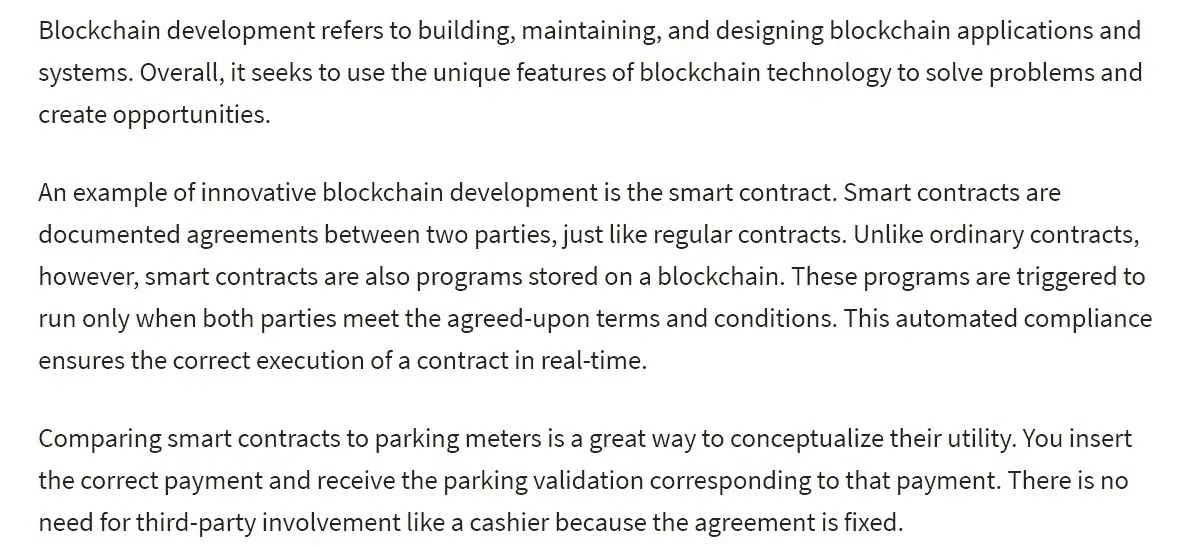 Blockchain development refers to building, maintaining, and designing blockchain applications and
systems. Overall, it seeks to use the unique features of blockchain technology to solve problems and
create opportunities.
An example of innovative blockchain development is the smart contract. Smart contracts are
documented agreements between two parties, just like regular contracts. Unlike ordinary contracts,
however, smart contracts are also programs stored on a blockchain. These programs are triggered to
run only when both parties meet the agreed-upon terms and conditions. This automated compliance
ensures the correct execution of a contract in real-time.
Comparing smart contracts to parking meters is a great way to conceptualize their utility. You insert
the correct payment and receive the parking validation corresponding to that payment. There is no
need for third-party involvement like a cashier because the agreement is fixed.